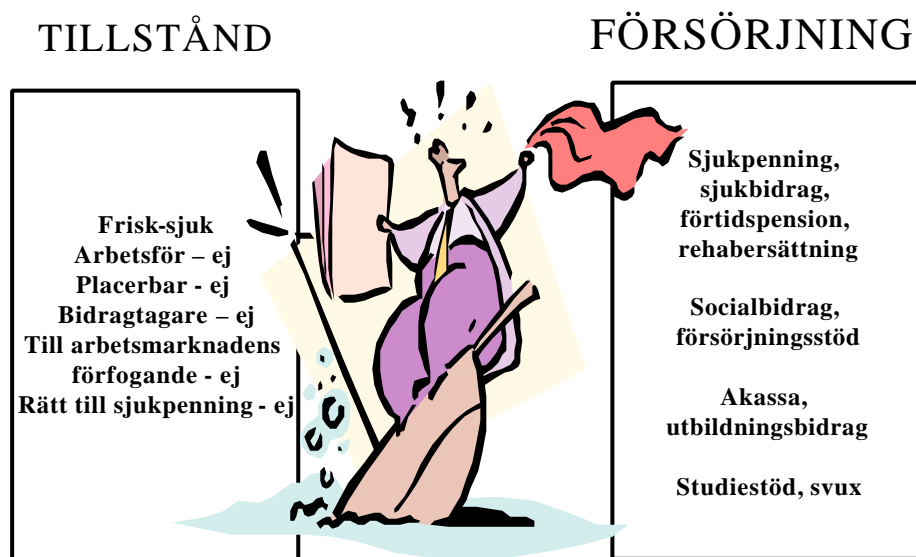 TILLSTÅND
Frisk-sjuk
Arbetsför – ej
Placerbar - ej
Bidragtagare – ej
Till arbetsmarknadens
förfogande - ej
Rätt till sjukpenning - ej
FÖRSÖRJNING
Sjukpenning,
sjukbidrag,
förtidspension,
rehabersättning
Socialbidrag,
försörjningsstöd
Akassa,
utbildningsbidrag
Studiestöd, svux